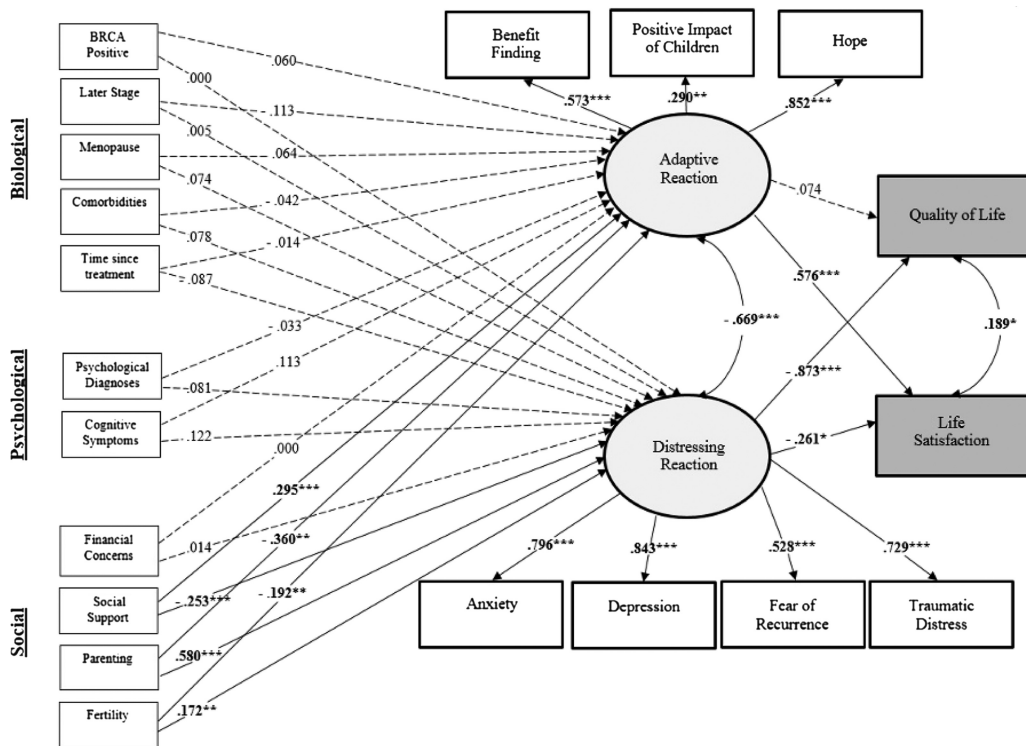 Biological
Psychological
Social
BRCA
Positive
Later Stage
Menopause
Comorbidities
Time since
treatment
Psychological
Diagnoses
Cognitive
Symptoms
Financial
Concerns
Social
Support
Parenting
Fertility
.060
.000
-.113
.005
.064
.074
-.042
.078
-.014
-.087
-.033
-.081
.113
-.122
.000
.014
.295***
-.253***
-.360**
.580***
-.192**
.172**
Benefit
Finding
Positive Impact
of Children
Hope
.573***
.290**
.852***
Adaptive
Reaction
.074
.576***
-.669***
-.873***
-.261*
.189*
Quality of Life
Life
Satisfaction
Distressing
Reaction
.796***
.843***
.528***
.729***
Anxiety
Depression
Fear of
Recurrence
Traumatic
Distress